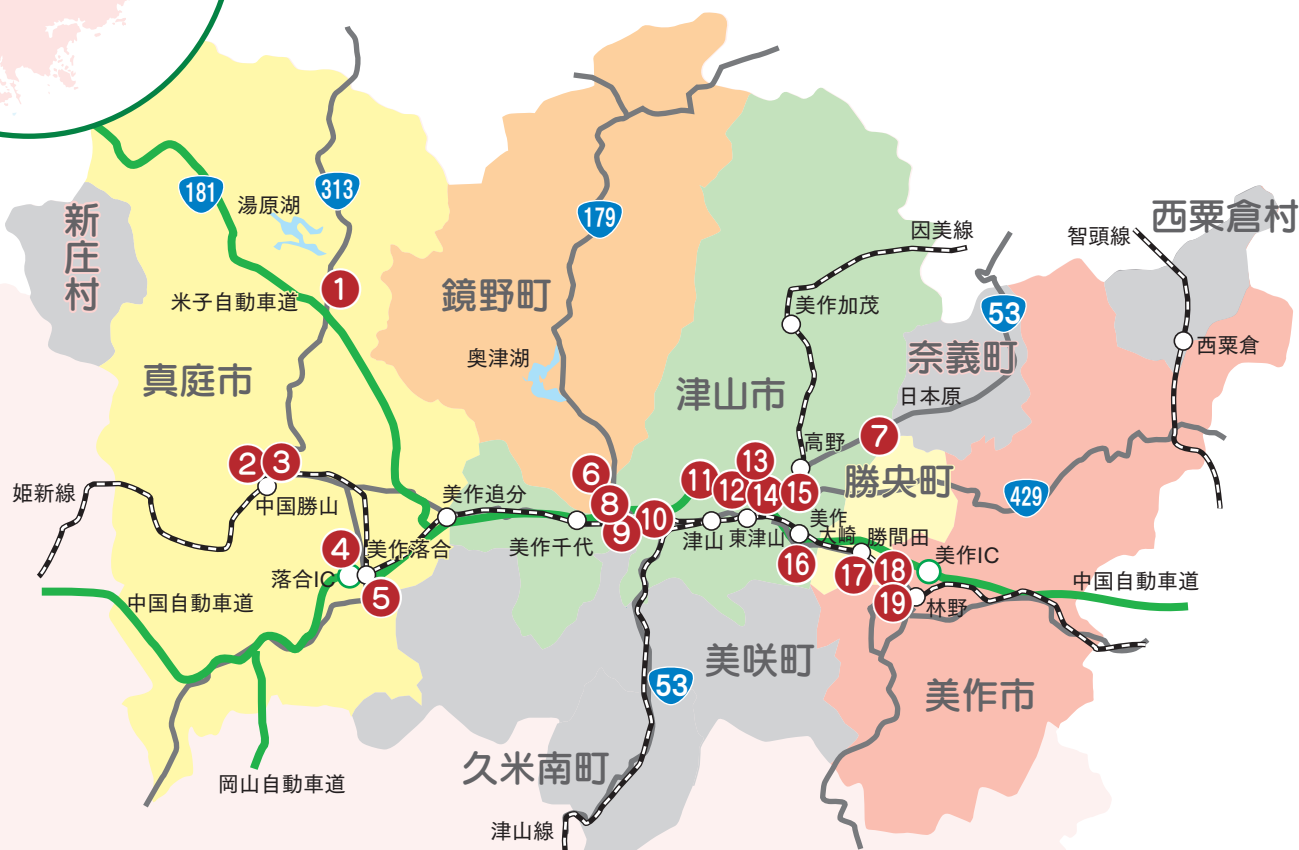 181
湯原湖
313
179
新庄村
米子自動車道
1
鏡野町
奥津湖
因美線
智頭線
西粟倉村
美作加茂
53
西粟倉
奈義町
日本原
真庭市
津山市
高野
7
勝央町
429
2
3
姫新線
中国勝山
美作追分
6
8
9
10
11
12
13
14
15
美作千代
津山
東津山
美作
大崎
勝間田
美作IC
4
美作落合
落合IC
5
16
17
18
19
林野
中国自動車道
中国自動車道
美咲町
53
美作市
久米南町
岡山自動車道
津山線